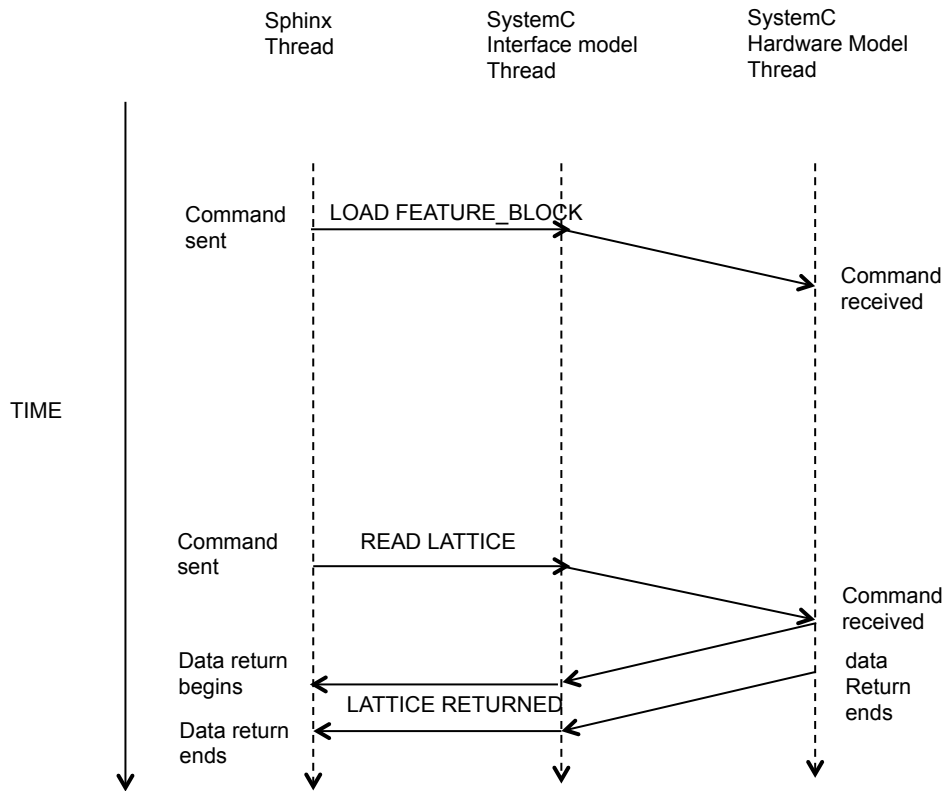 Sphinx
Thread
SystemC
Interface model
Thread
SystemC
Hardware Model
Thread
Command
sent
LOAD FEATURE_BLOCK
Command
received
TIME
Command
sent
READ LATTICE
Command
received
Data return
begins
LATTICE RETURNED
data
Return
ends
Data return
ends